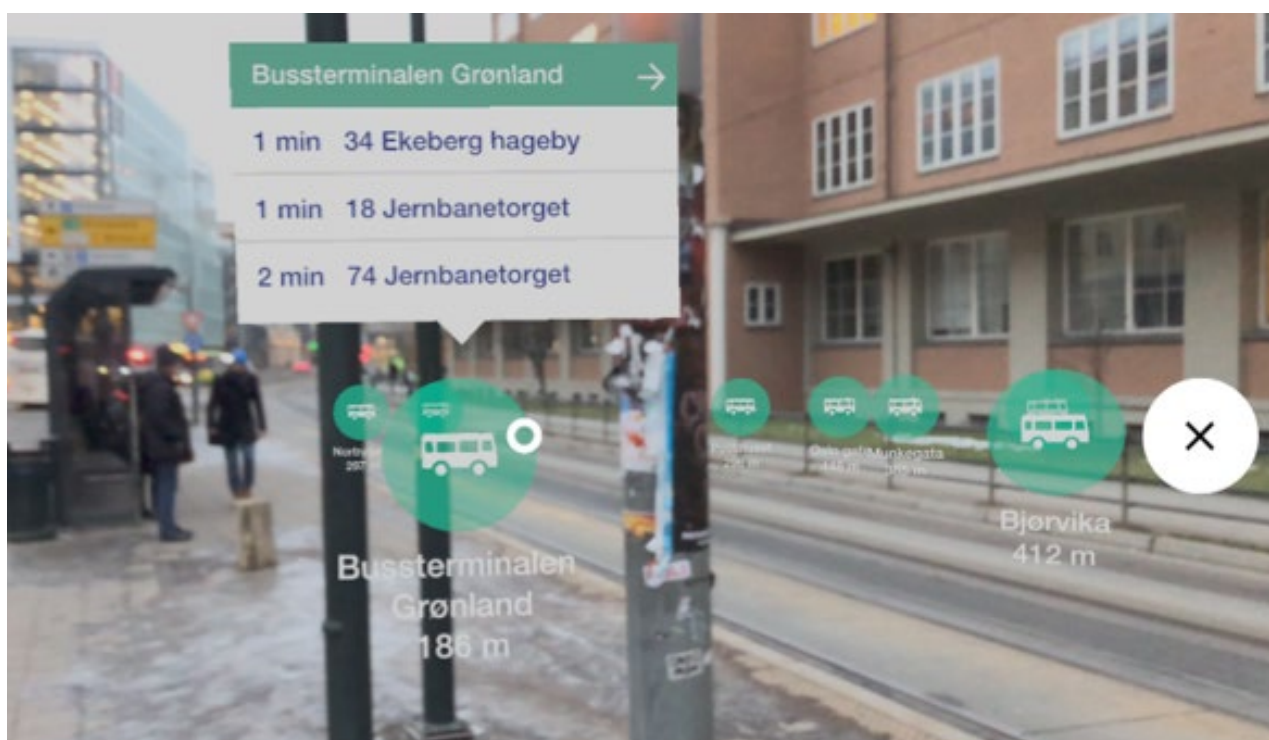 Bussterminalen Grønland
1 min 34 Ekeberg hageby
1 min 18 Jernbanetorget
2 min 74 Jernbanetorget
Bussterminalen
Grønland
186 m
Munkegata
Bjørvika
412 m